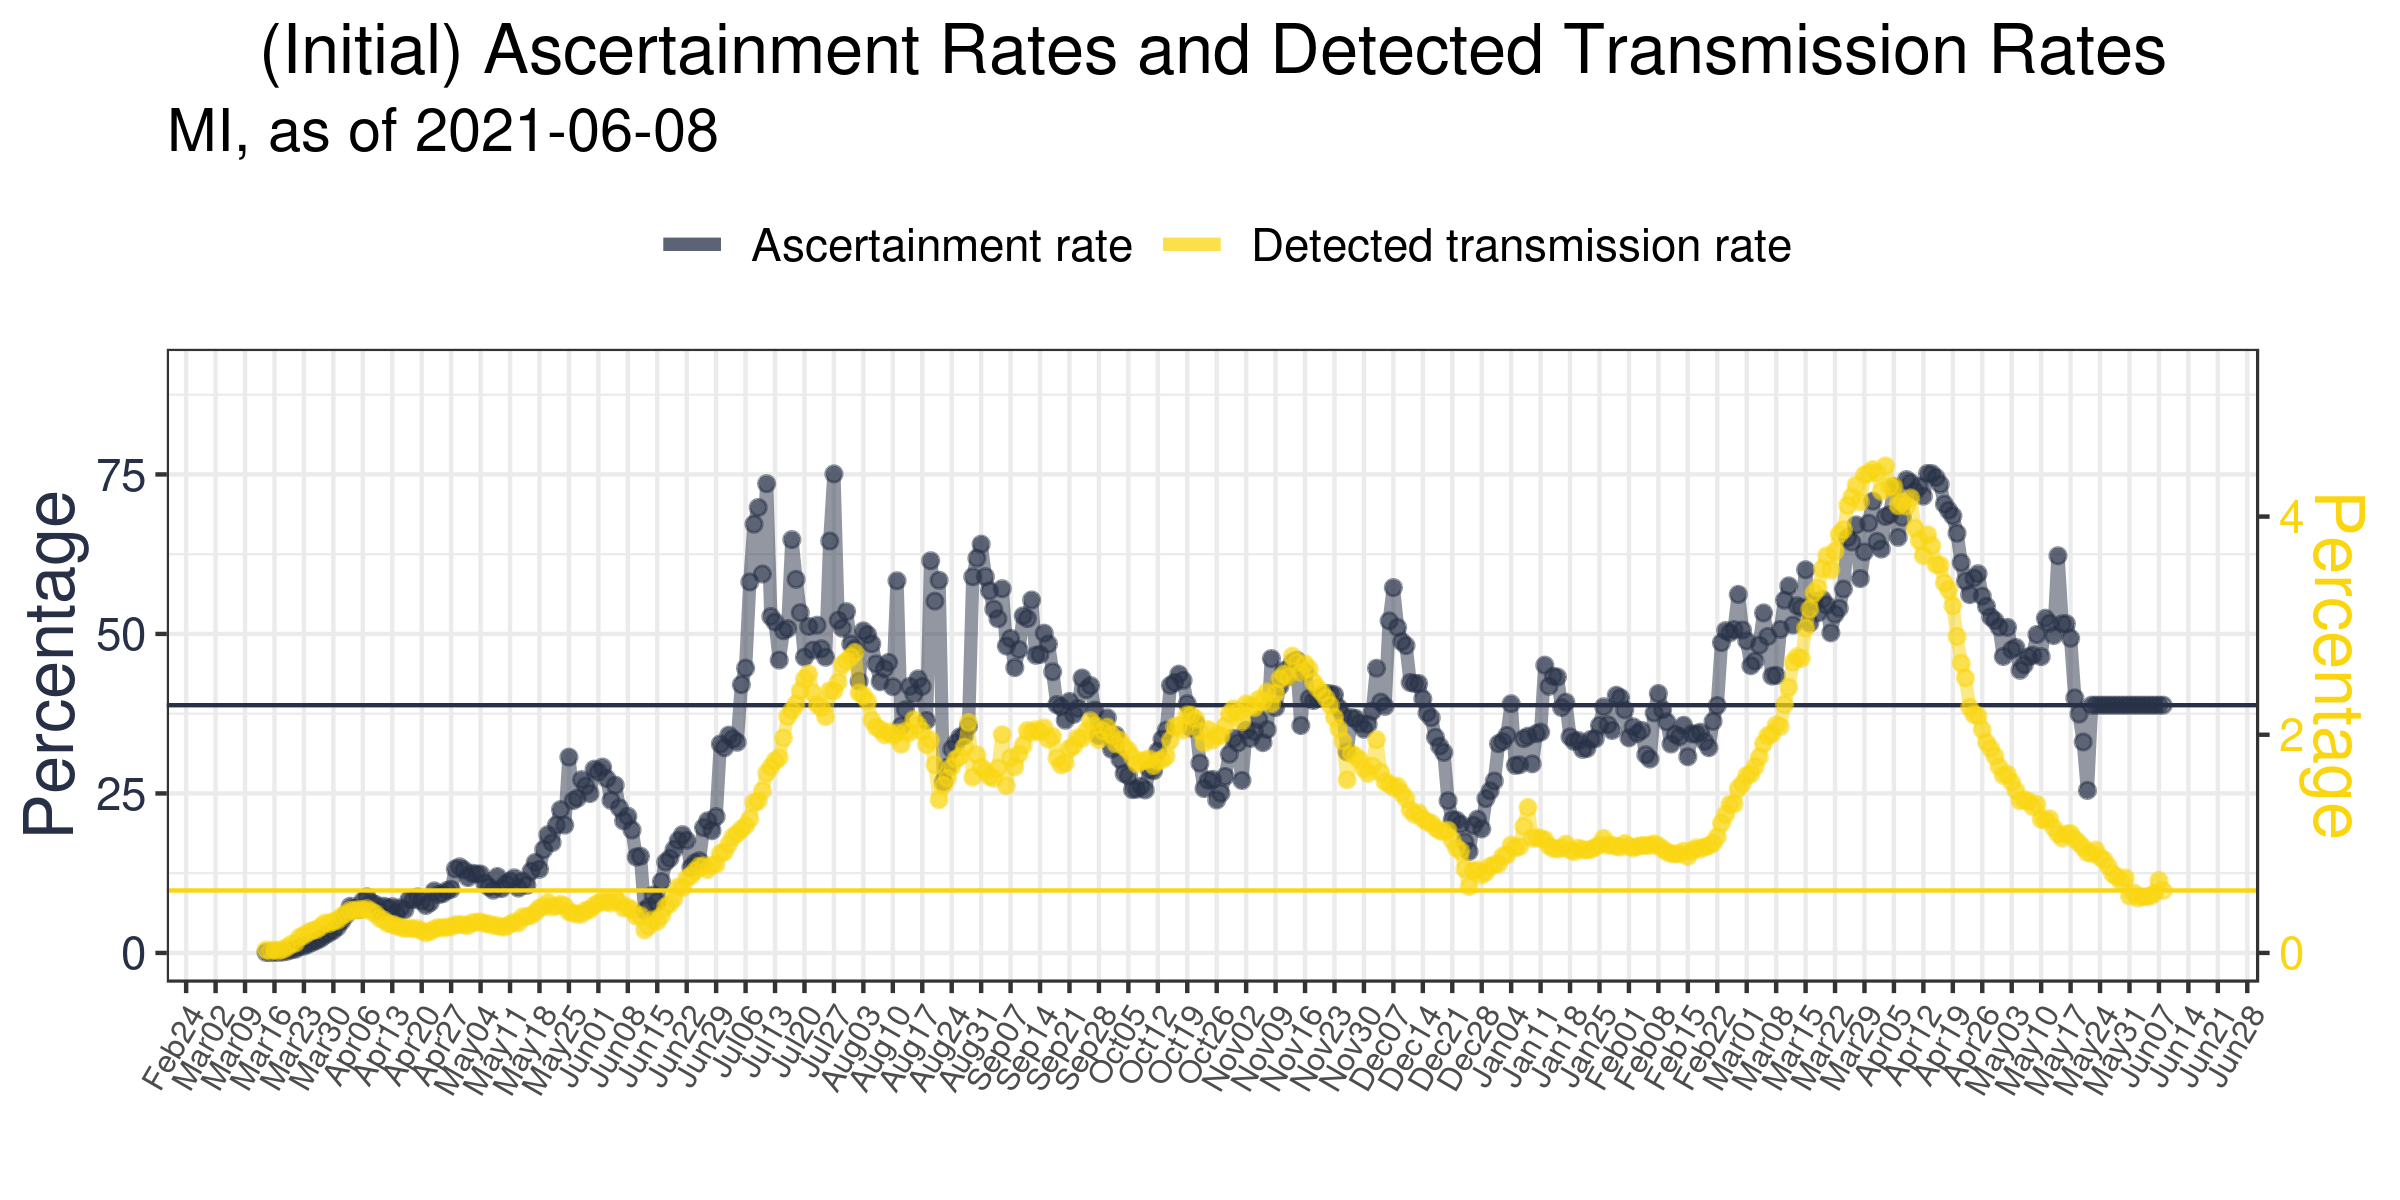 (Initial) Ascertainment Rates and Detected Transmission Rates
MI, as of 2021-06-08
Ascertainment rate
Detected transmission rate
Percentage
75
50
25
0
4
2
0
Percentage
Feb24
Mar02
Mar09
Mar16
Mar23
Mar30
Apr06
Apr13
Apr20
Apr27
May04
May11
May18
May25
Jun01
Jun08
Jun15
Jun22
Jun29
Jul06
Jul13
Jul20
Jul27
Aug03
Aug10
Aug17
Aug24
Aug31
Sep07
Sep14
Sep21
Sep28
Oct05
Oct12
Oct19
Oct26
Nov02
Nov09
Nov16
Nov23
Nov30
Dec07
Dec14
Dec21
Dec28
Jan04
Jan11
Jan18
Jan25
Feb01
Feb08
Feb15
Feb22
Mar01
Mar08
Mar15
Mar22
Mar29
Apr05
Apr12
Apr19
Apr26
May03
May10
May17
May24
May31
Jun07
Jun14
Jun21
Jun28